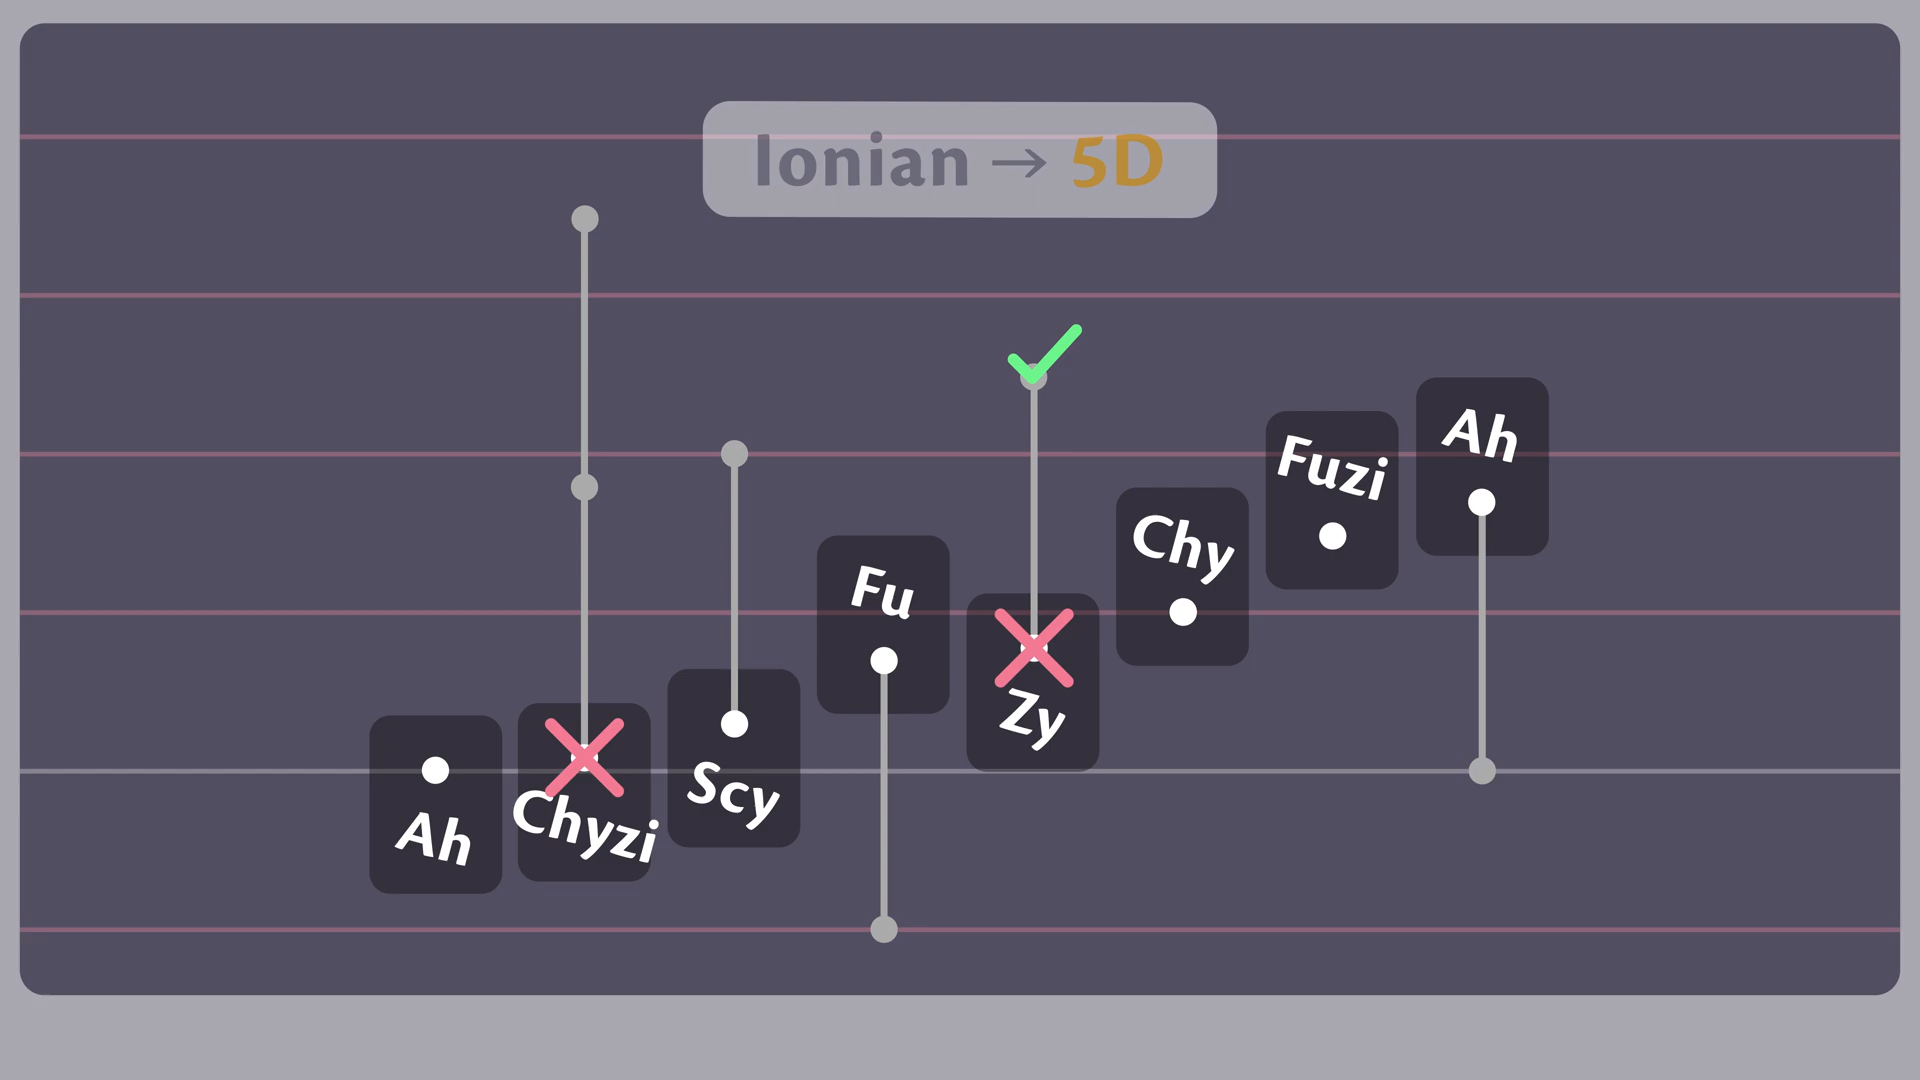 Ionian → 5D
Ah
Chyzi
Scy
Fu
Zy
Chy
Fuzi
Ah